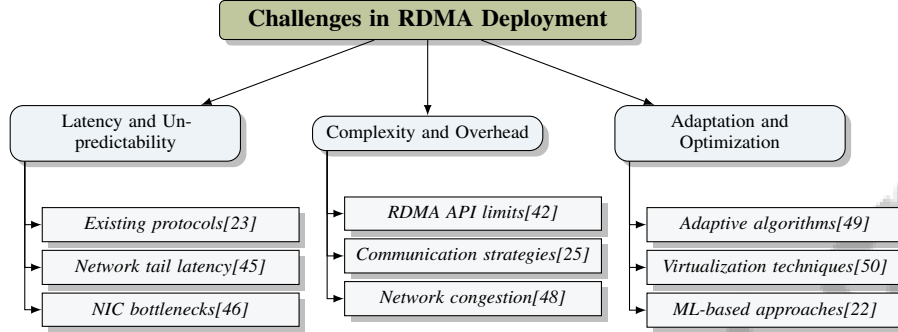 Challenges in RDMA Deployment
Latency and Un-
predictability
Complexity and Overhead
Adaptation and
Optimization
Existing protocols[23]
Network tail latency[45]
NIC bottlenecks[46]
RDMA API limits[42]
Communication strategies[25]
Network congestion[48]
Adaptive algorithms[49]
Virtualization techniques[50]
ML-based approaches[22]